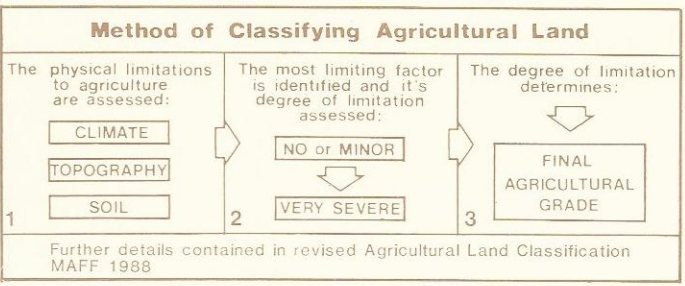 Method of Classifying Agricultural Land
The physical limitations
to agriculture
are assessed:
CLIMATE
TOPOGRAPHY
SOIL
1
The most limiting factor
is identified and it's
degree of limitation
assessed:
NO or MINOR
VERY SEVERE
2
The degree of limitation
determines:
FINAL
AGRICULTURAL
GRADE
3
Further details contained in revised Agricultural Land Classification
MAFF 1988